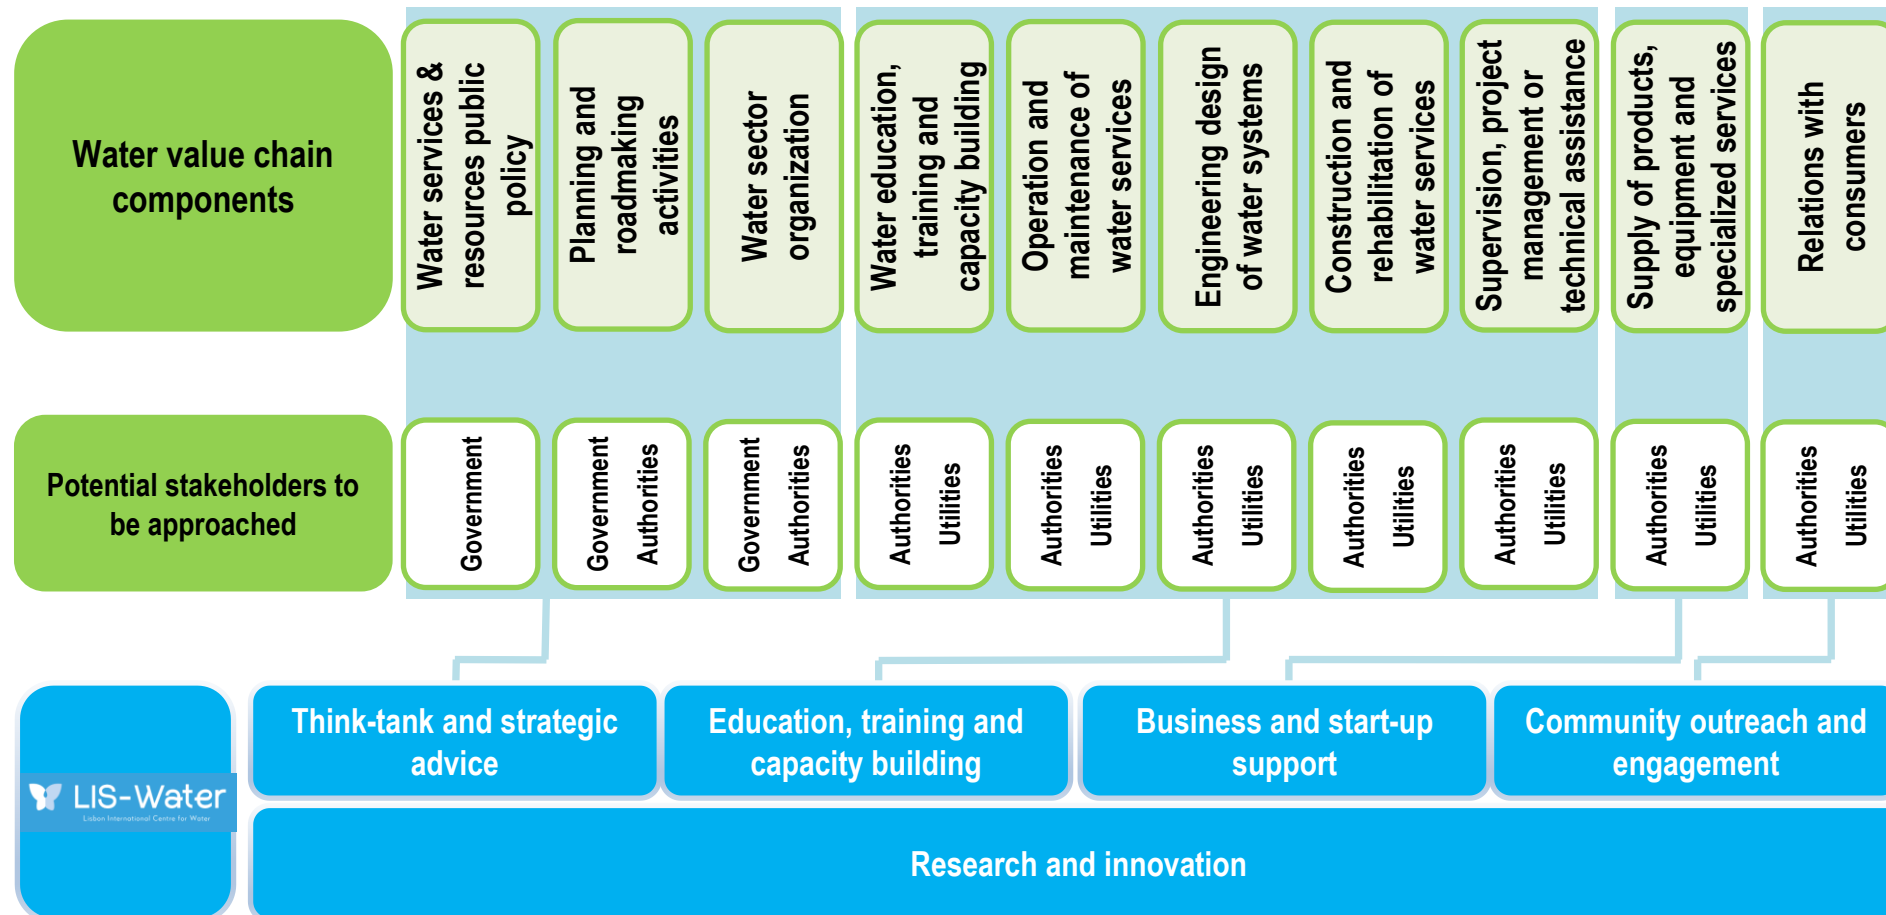 Water value chain
components
Water services &
resources public
policy
Planning and
roadmaking
activities
Water sector
organization
Water education,
training and
capacity building
Operation and
maintenance of
water services
Engineering design
of water systems
Construction and
rehabilitation of
water services
Supervision, project
management or
technical assistance
Supply of products,
equipment and
specialized services
Relations with
consumers
Potential stakeholders to
be approached
Government
Government
Authorities
Government
Authorities
Authorities
Utilities
Authorities
Utilities
Authorities
Utilities
Authorities
Utilities
Authorities
Utilities
Authorities
Utilities
Authorities
Utilities
Think-tank and strategic
advice
Education, training and
capacity building
Business and start-up
support
Community outreach and
engagement
LIS-Water
Lisbon International Centre for Water
Research and innovation